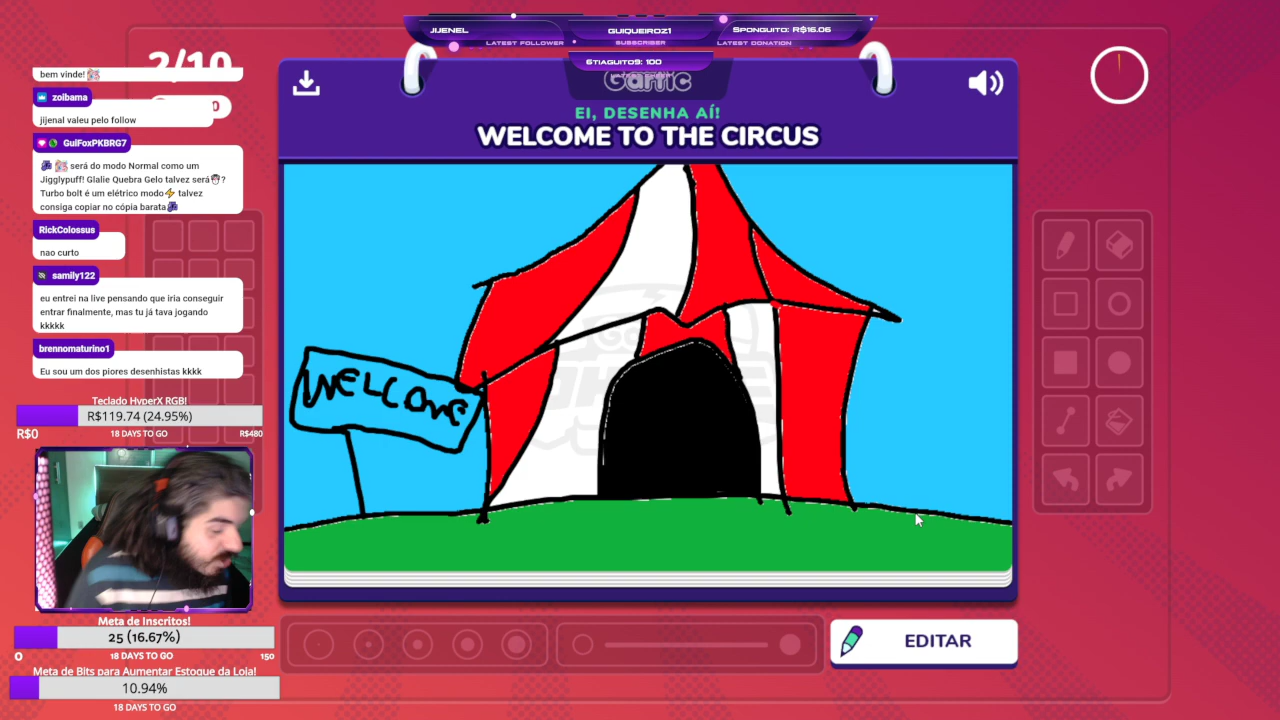 JIJENEL
LATEST FOLLOWER
GUIQUEIROZ1
SUBSCRIBER
SPONGUITO: R$16.06
LATEST DONATION
6TIAGUITO9: 100
Gartic
2/10
bem vinde!
zoibama
jijenal valeu pelo follow
GuiFoxPKBRG7
será do modo Normal como um
Jigglypuff! Glalie Quebra Gelo talvez será ?
Turbo bolt é um elétrico modo⚡ talvez
consiga copiar no cópia barata
RickColossus
nao curto
samily122
eu entrei na live pensando que iria conseguir
entrar finalmente, mas tu já tava jogando
kkkkk
brennomaturino1
Eu sou um dos piores desenhistas kkkk
Teclado HyperX RGB!
R$119.74 (24.95%)
R$0
18 DAYS TO GO
R$480
Meta de Inscritos!
25 (16.67%)
0
18 DAYS TO GO
150
Meta de Bits para Aumentar Estoque da Loja!
10.94%
18 DAYS TO GO
EI, DESENHA AÍ!
WELCOME TO THE CIRCUS
WELCOME
EDITAR